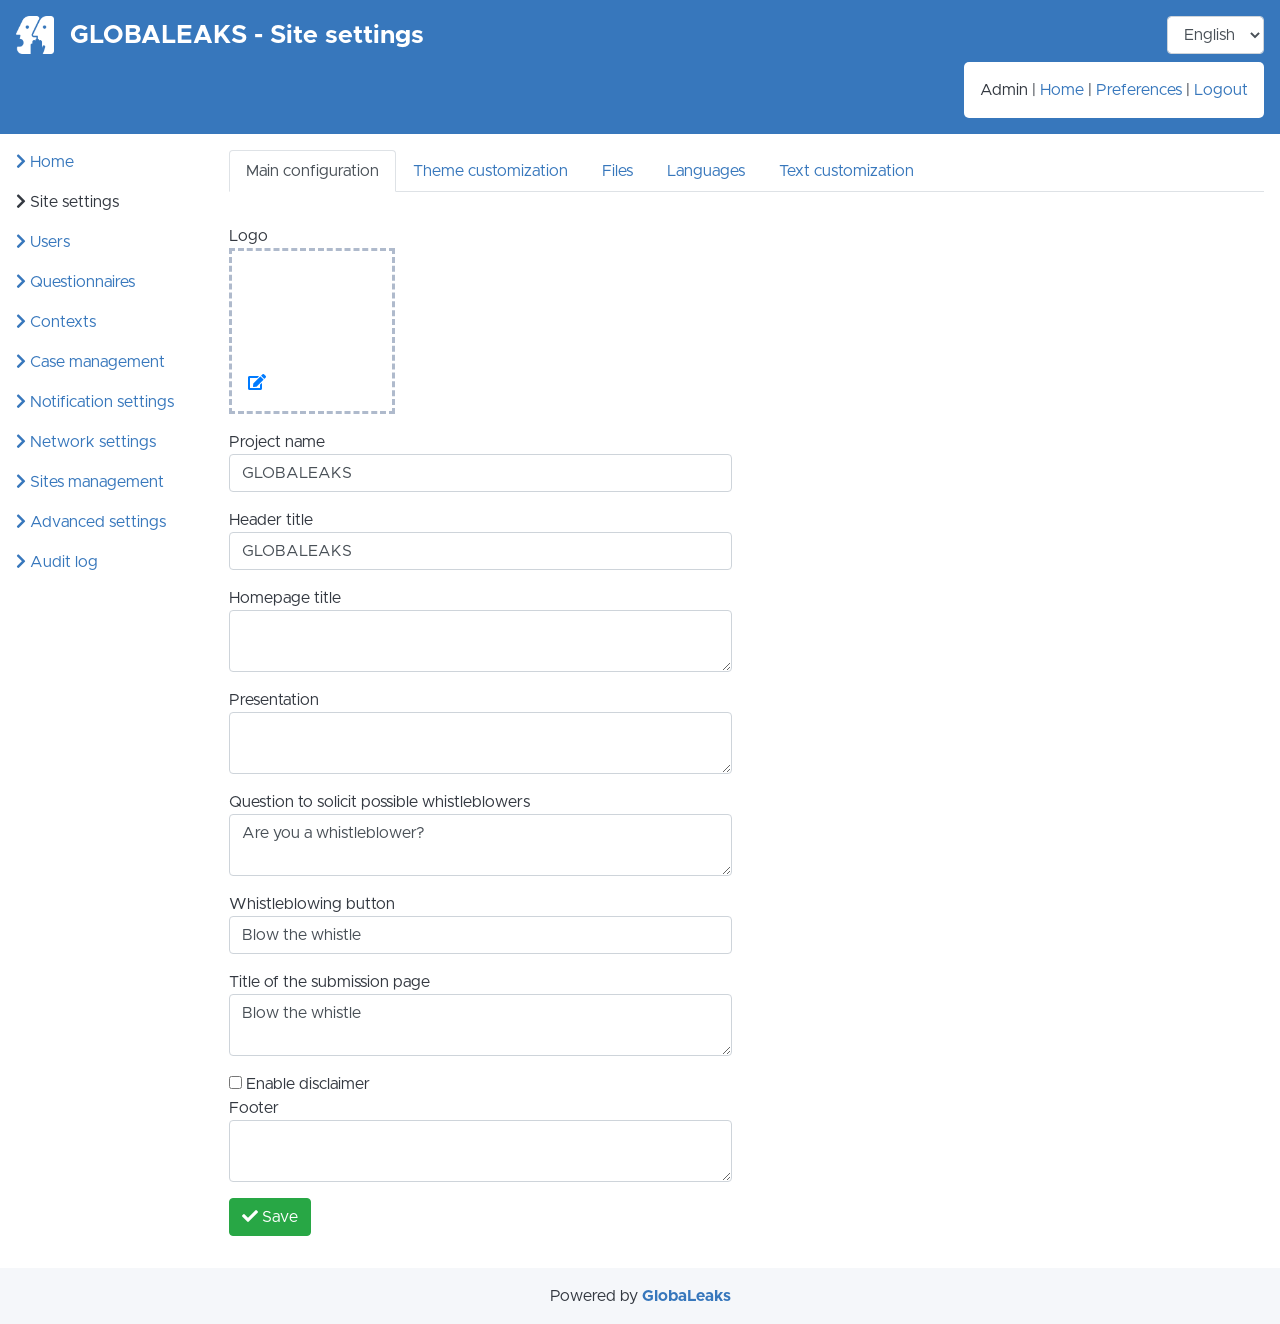 GLOBALEAKS - Site settings
English
Admin | Home | Preferences | Logout
Home
Site settings
Users
Questionnaires
Contexts
Case management
Notification settings
Network settings
Sites management
Advanced settings
Audit log
Main configuration
Theme customization
Files
Languages
Text customization
Logo
Project name
GLOBALEAKS
Header title
GLOBALEAKS
Homepage title
Presentation
Question to solicit possible whistleblowers
Are you a whistleblower?
Whistleblowing button
Blow the whistle
Title of the submission page
Blow the whistle
Enable disclaimer
Footer
Save
Powered by GlobaLeaks